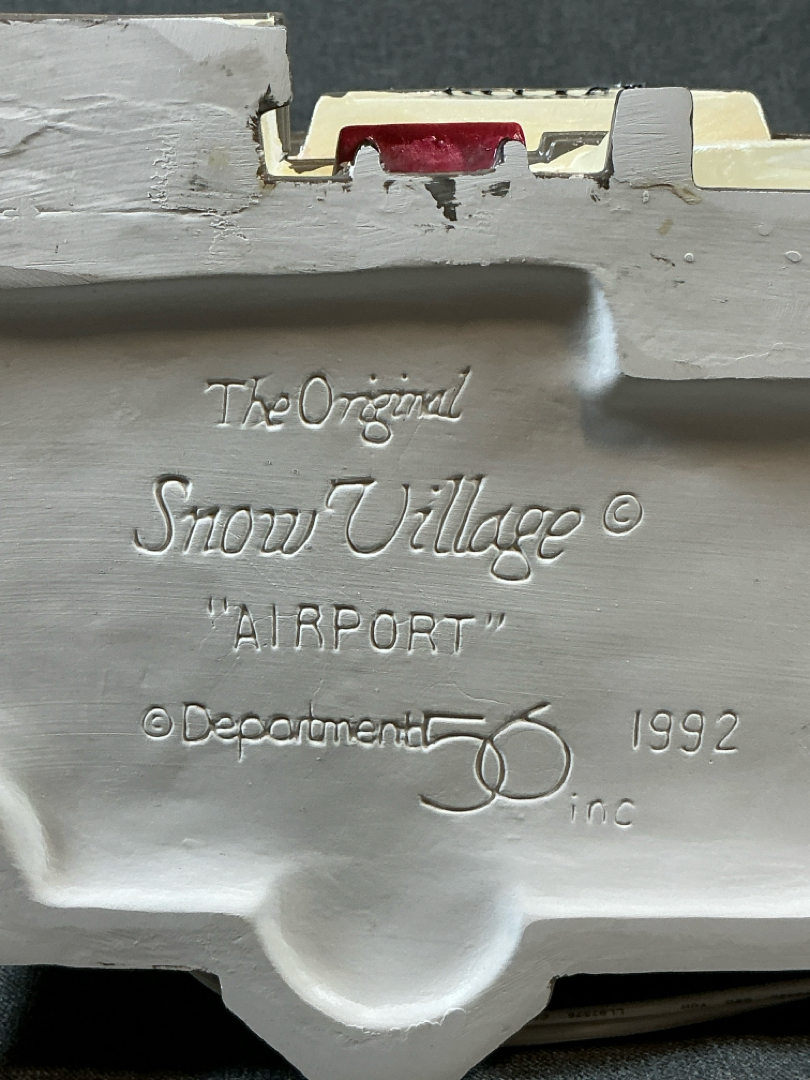 The Original
Snow Village ©
"AIRPORT"
© Department 56 inc 1992